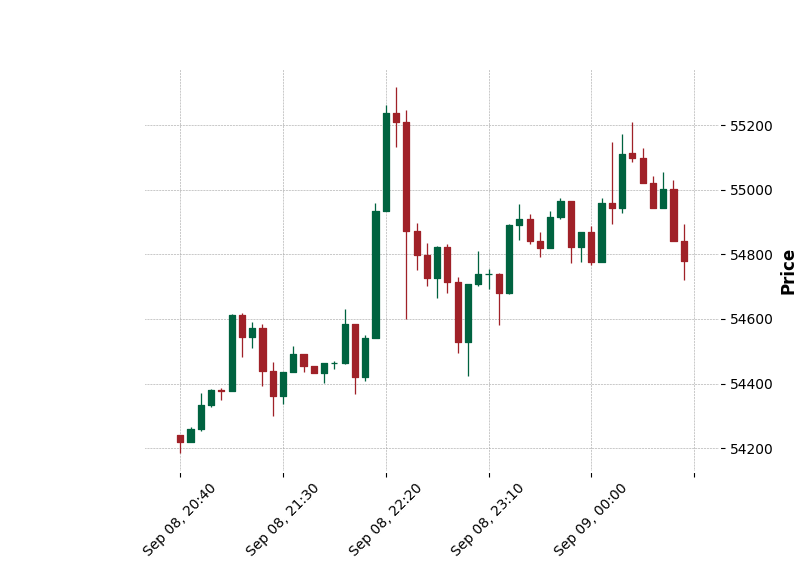 55200
55000
54800
54600
54400
54200
Price
Sep 08, 20:40
Sep 08, 21:30
Sep 08, 22:20
Sep 08, 23:10
Sep 09, 00:00